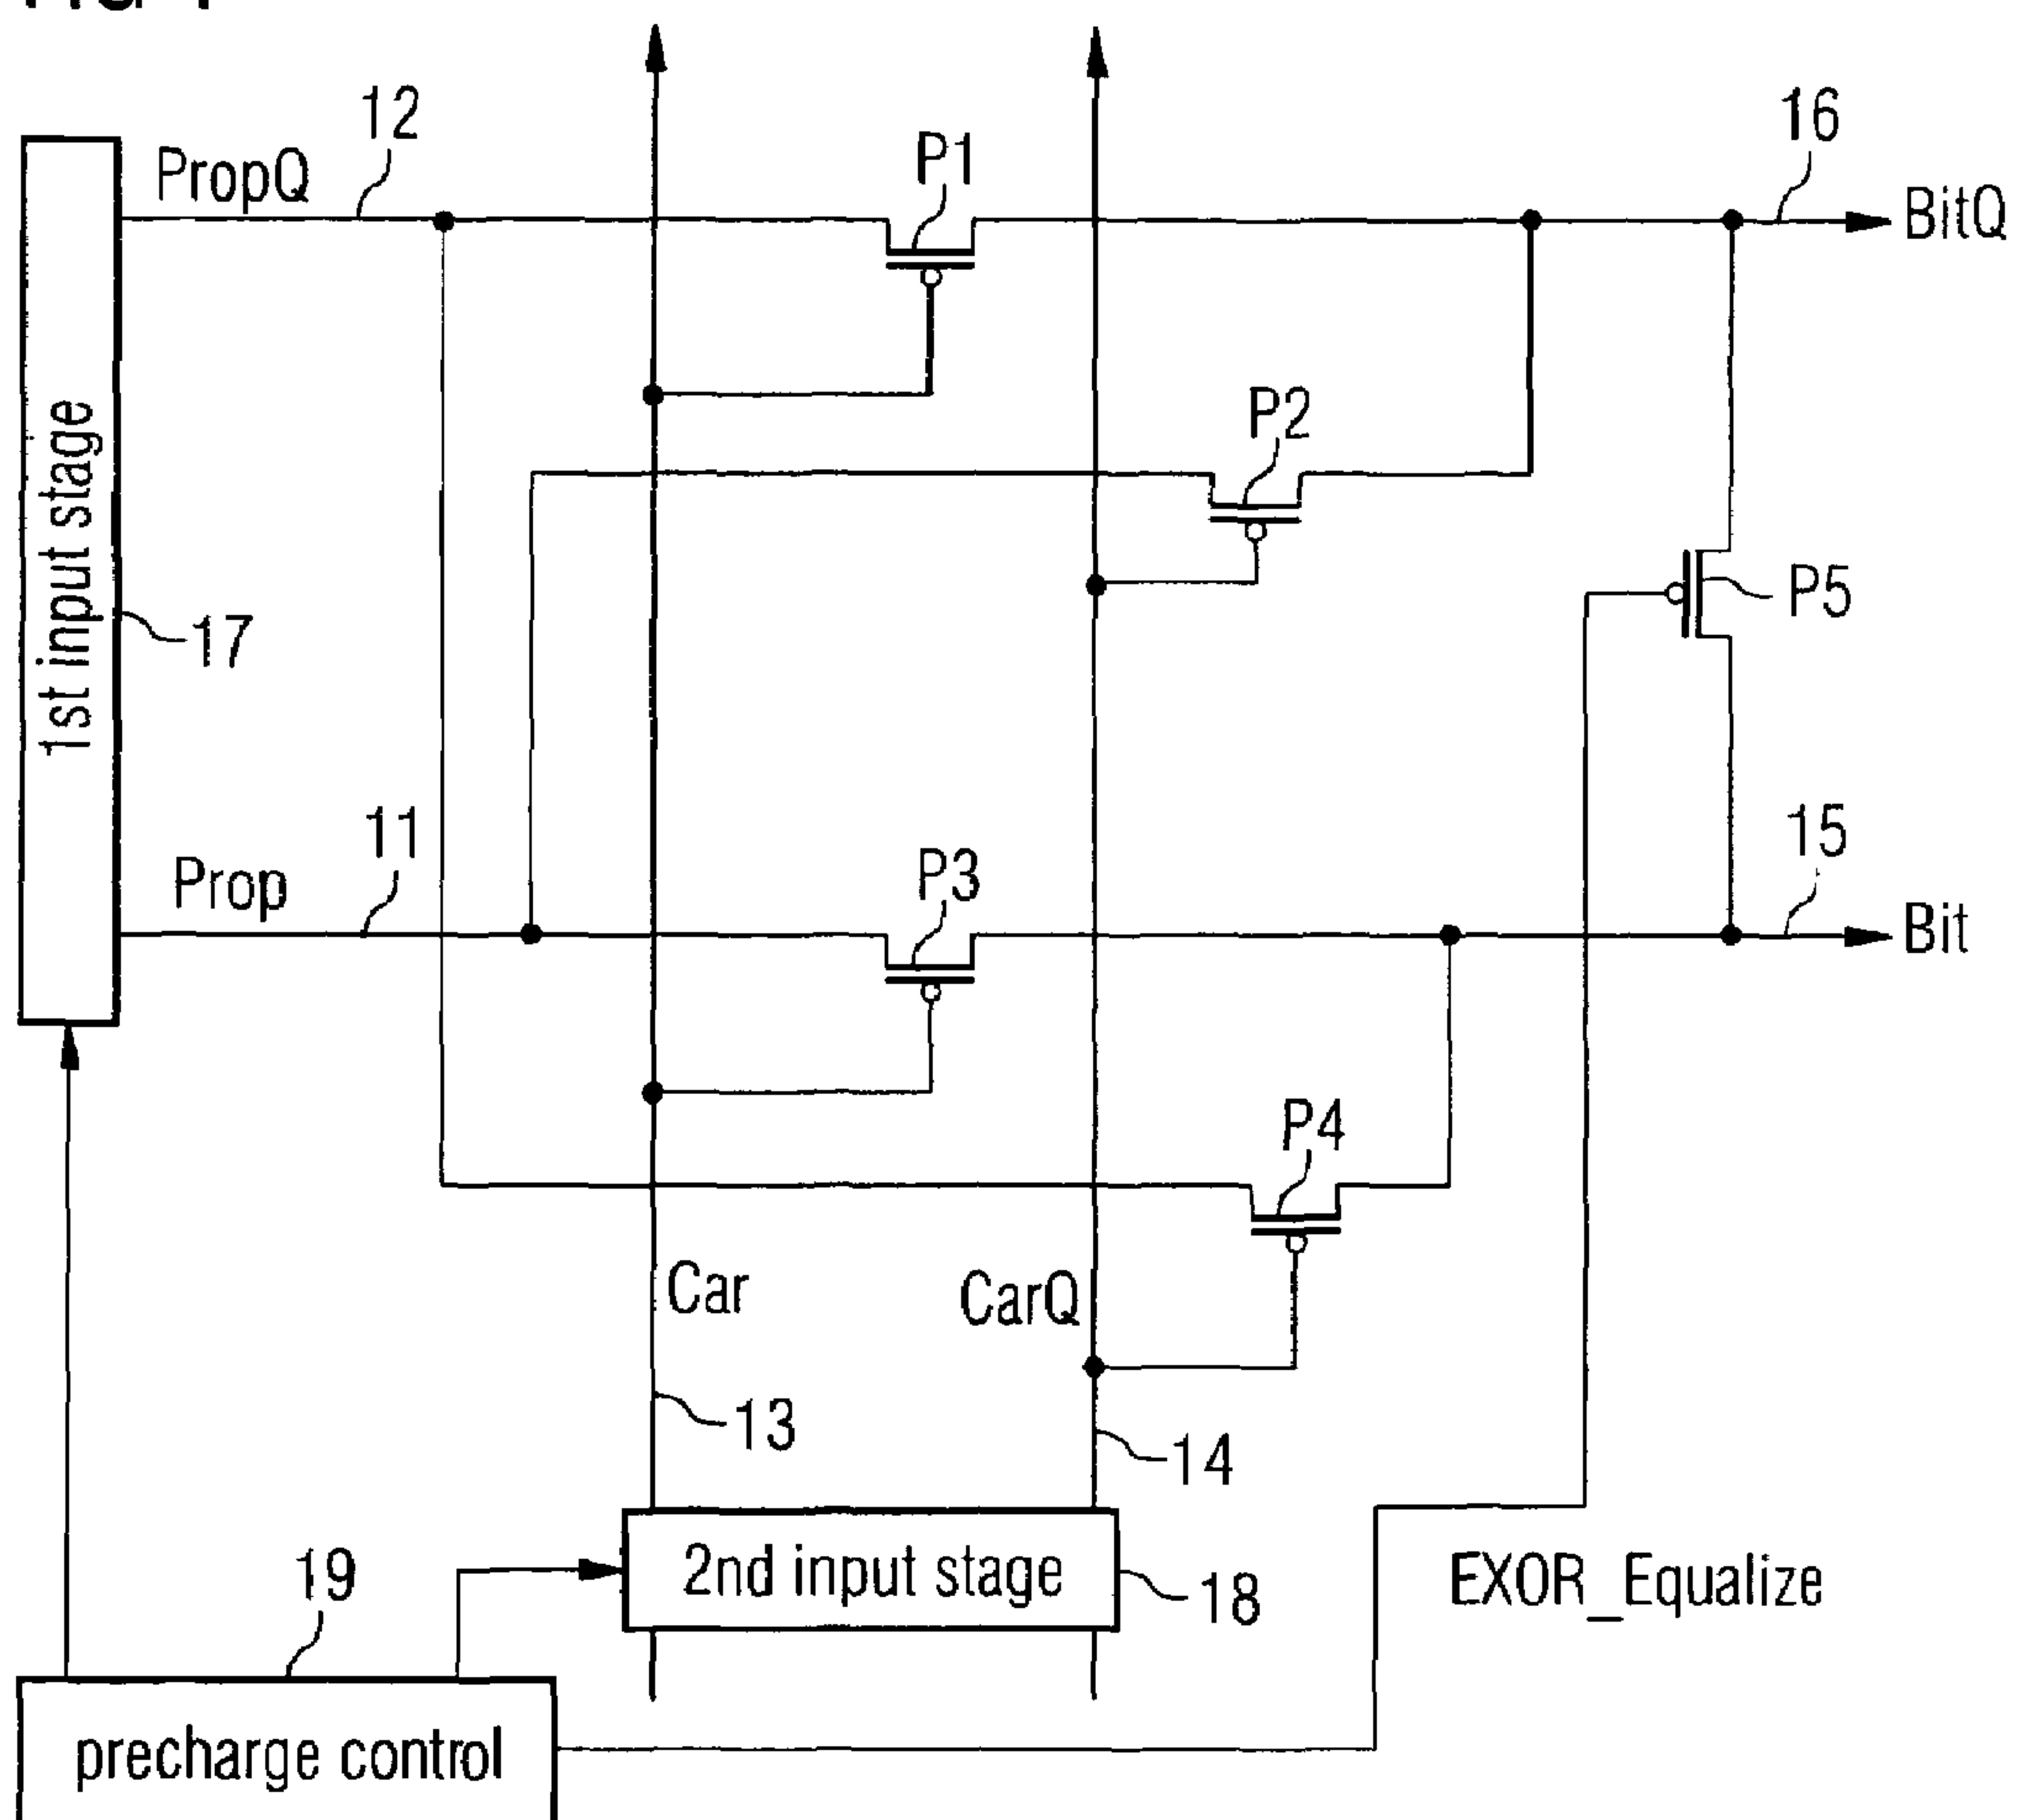 12
16
PropQ
P1
BitQ
P2
1st input stage
P5
17
11
15
Prop
P3
Bit
P4
Car
CarQ
13
14
19
2nd input stage
18
EXOR_Equalize
precharge control